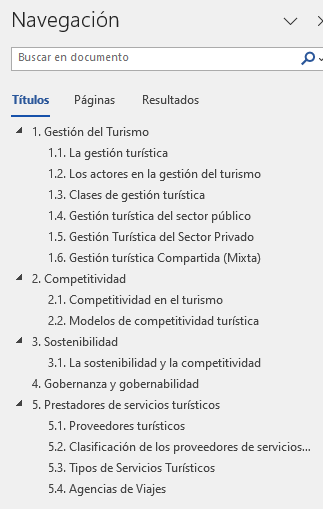 Navegación
Buscar en documento
Títulos Páginas Resultados
1. Gestión del Turismo
1.1. La gestión turística
1.2. Los actores en la gestión del turismo
1.3. Clases de gestión turística
1.4. Gestión turística del sector público
1.5. Gestión Turística del Sector Privado
1.6. Gestión turística Compartida (Mixta)
2. Competitividad
2.1. Competitividad en el turismo
2.2. Modelos de competitividad turística
3. Sostenibilidad
3.1. La sostenibilidad y la competitividad
4. Gobernanza y gobernabilidad
5. Prestadores de servicios turísticos
5.1. Proveedores turísticos
5.2. Clasificación de los proveedores de servicios...
5.3. Tipos de Servicios Turísticos
5.4. Agencias de Viajes